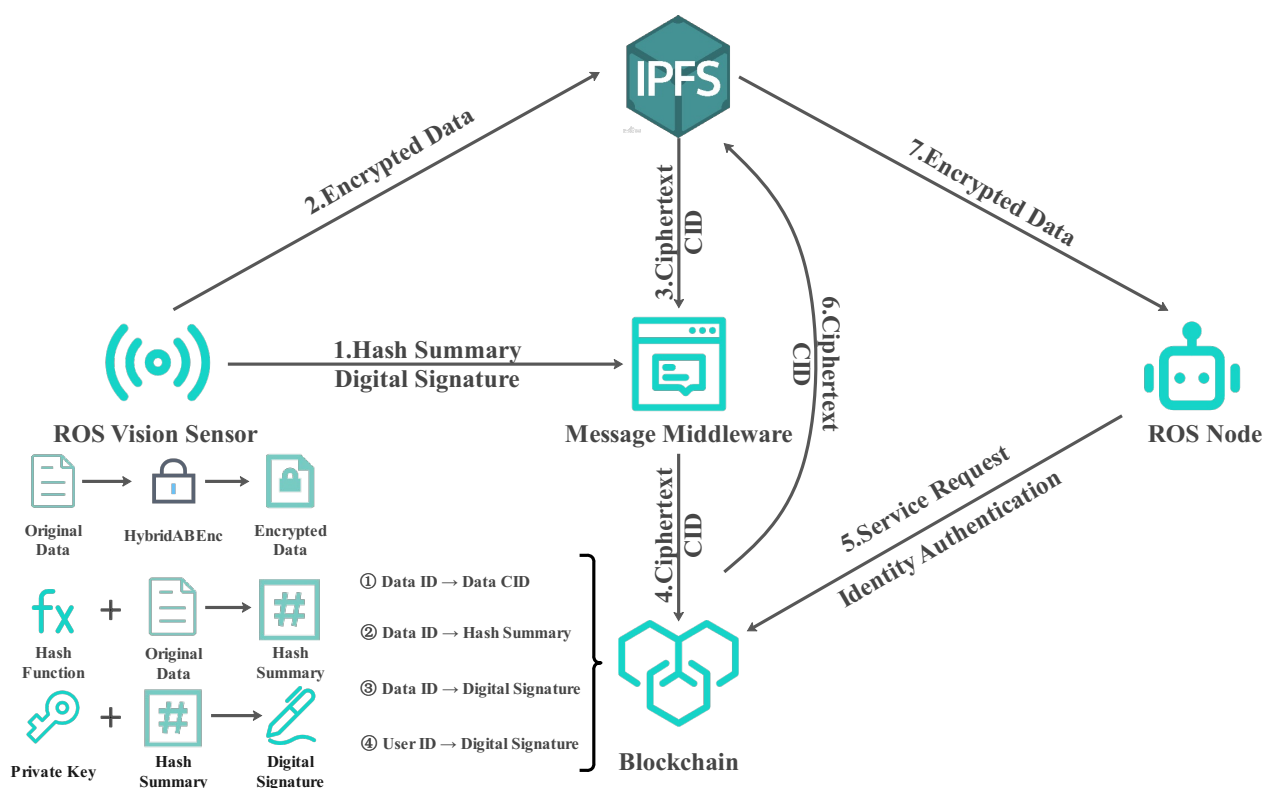 IPFS
2.Encrypted Data
7.Encrypted Data
3.Ciphertext
CID
6.Ciphertext
CID
1.Hash Summary
Digital Signature
ROS Vision Sensor
Message Middleware
ROS Node
4.Ciphertext
CID
5.Service Request
Identity Authentication
Original
Data
HybridABEnc
Encrypted
Data
fx
Hash
Function
Original
Data
#
Hash
Summary
Private Key
#
Hash
Summary
Digital
Signature
① Data ID → Data CID
② Data ID → Hash Summary
③ Data ID → Digital Signature
④ User ID → Digital Signature
Blockchain